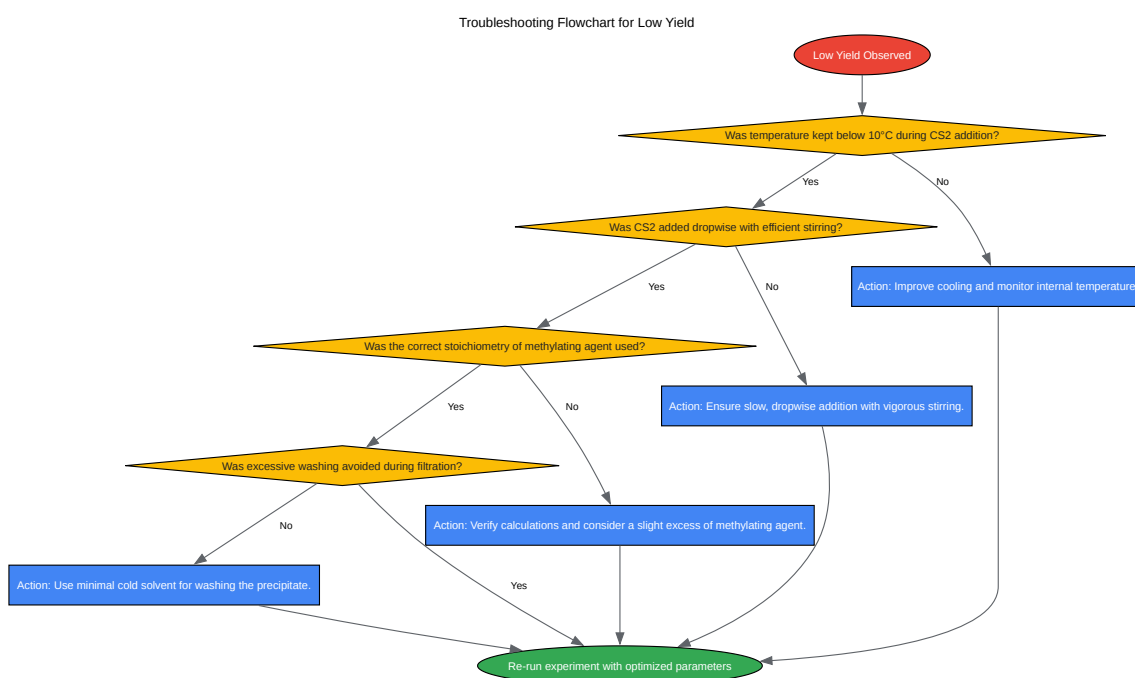 Troubleshooting Flowchart for Low Yield
Low Yield Observed
Was temperature kept below 10°C during CS2 addition?
Yes
No
Was CS2 added dropwise with efficient stirring?
Action: Improve cooling and monitor internal temperature
Yes
No
Was the correct stoichiometry of methylating agent used?
Action: Ensure slow, dropwise addition with vigorous stirring.
Yes
No
Was excessive washing avoided during filtration?
Action: Verify calculations and consider a slight excess of methylating agent.
No
Yes
Action: Use minimal cold solvent for washing the precipitate.
Re-run experiment with optimized parameters